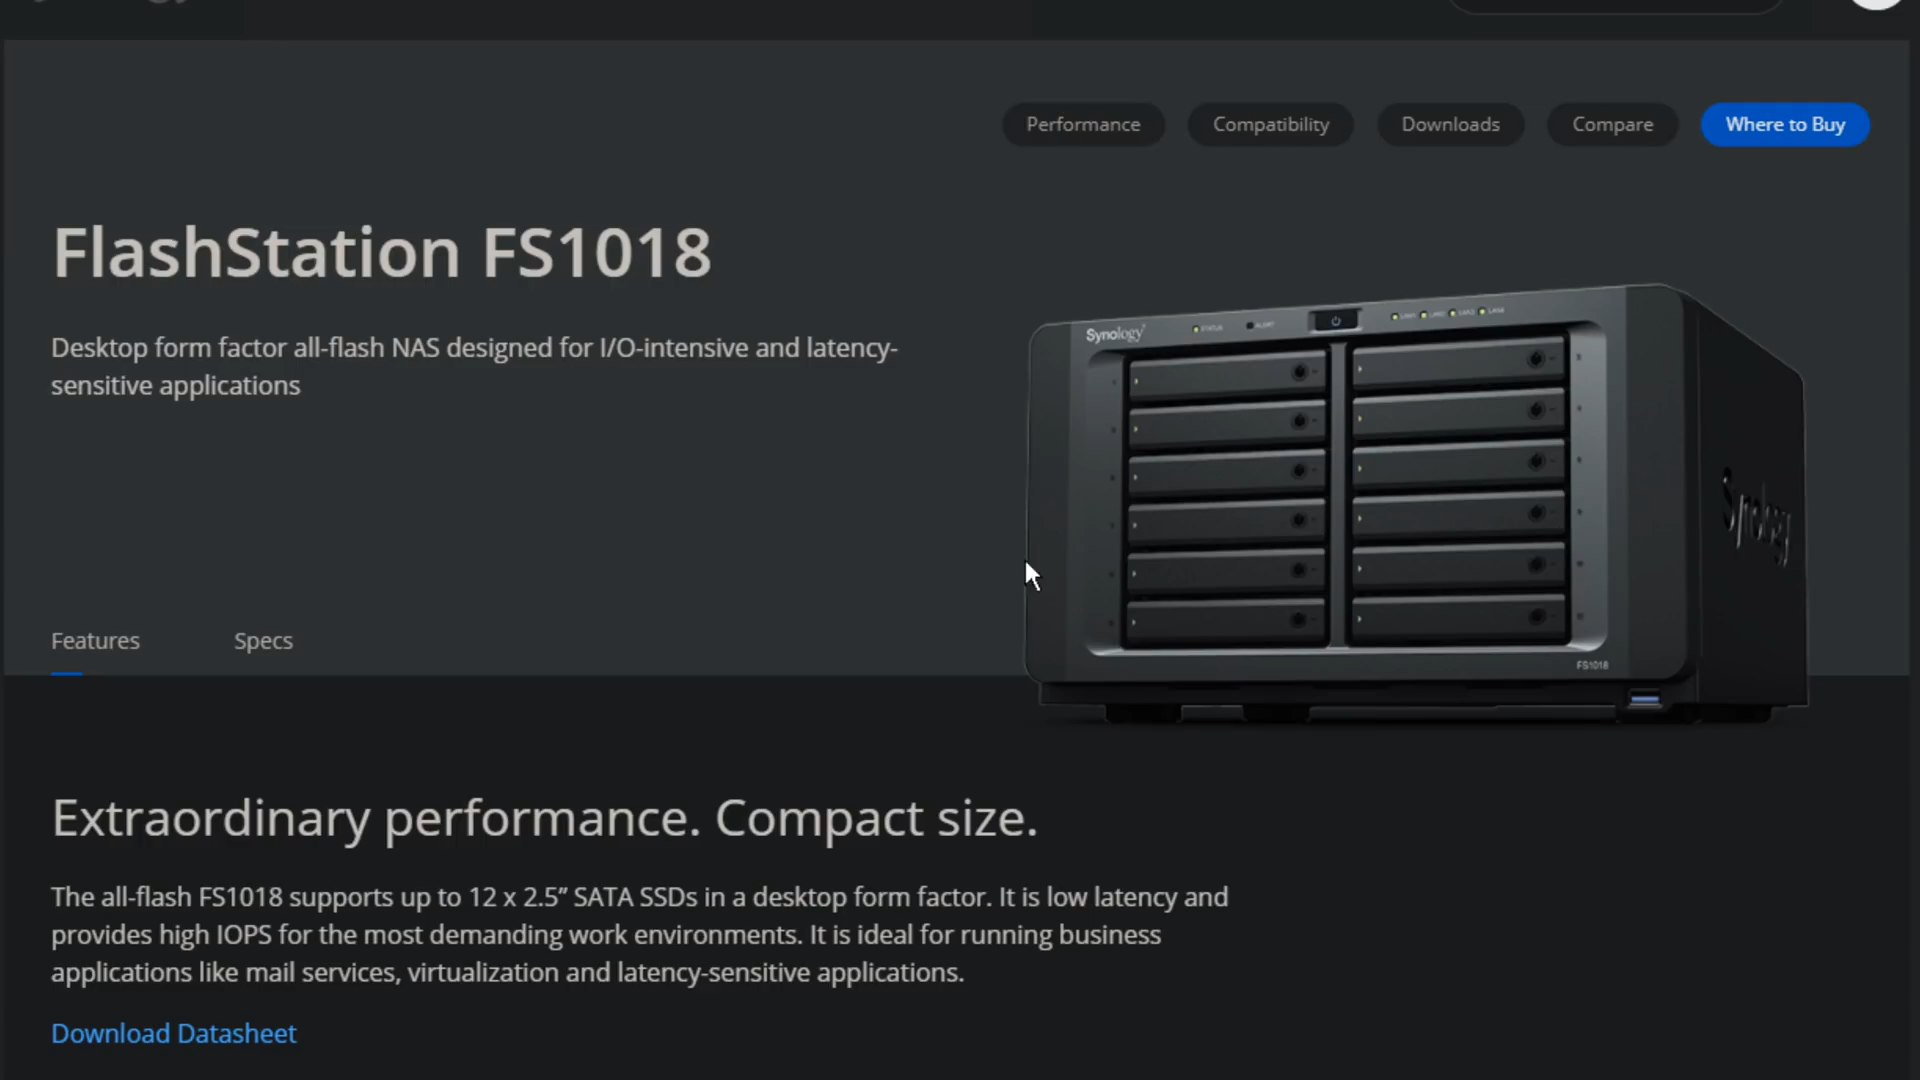 Performance
Compatibility
Downloads
Compare
Where to Buy
FlashStation FS1018
Desktop form factor all-flash NAS designed for I/O-intensive and latency-
sensitive applications
Synology
STATUS
ALERT
Synology
FS1018
Features
Specs
Extraordinary performance. Compact size.
The all-flash FS1018 supports up to 12 x 2.5” SATA SSDs in a desktop form factor. It is low latency and
provides high IOPS for the most demanding work environments. It is ideal for running business
applications like mail services, virtualization and latency-sensitive applications.
Download Datasheet